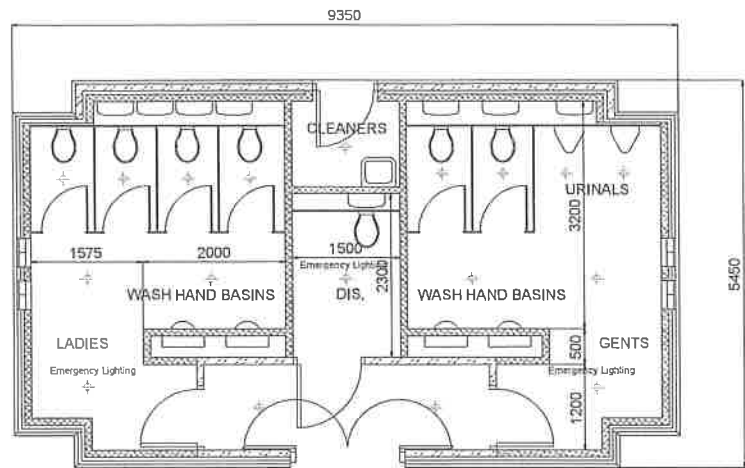 9350
CLEANERS
URINALS
3200
5450
1575
2000
1500
Emergency Lighting
2300
WASH HAND BASINS
DIS.
WASH HAND BASINS
LADIES
500
GENTS
Emergency Lighting
Emergency Lighting
1200